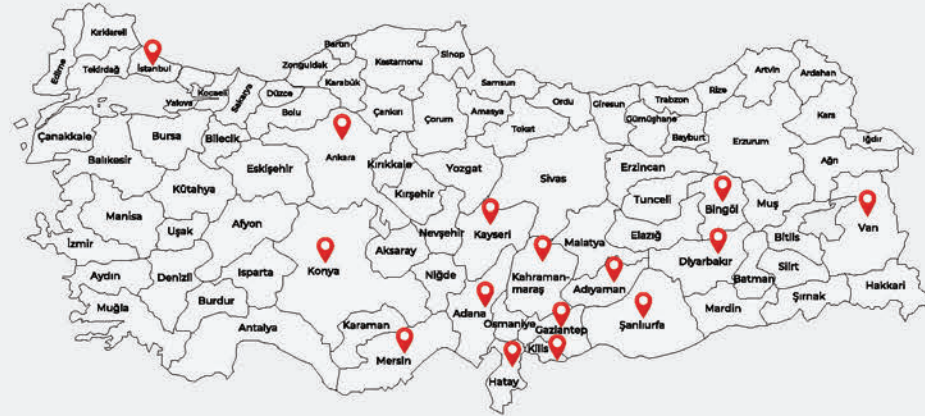 Kırklareli
Edirne
Tekirdağ
İstanbul
Yalova
Kocaeli
Sakarya
Düzce
Zonguldak
Bartın
Karabük
Kastamonu
Sinop
Samsun
Bolu
Çankırı
Çorum
Amasya
Ordu
Tokat
Giresun
Gümüşhane
Trabzon
Rize
Bayburt
Artvin
Ardahan
Kars
Iğdır
Erzurum
Ağrı
Çanakkale
Balıkesir
Bursa
Bilecik
Eskişehir
Ankara
Kırıkkale
Yozgat
Sivas
Erzincan
Tunceli
Bingöl
Muş
Van
Kütahya
Manisa
Uşak
Afyon
Kırşehir
Nevşehir
Kayseri
Malatya
Elazığ
Diyarbakır
Bitlis
İzmir
Aydın
Denizli
Isparta
Konya
Aksaray
Niğde
Kahraman-
maraş
Adıyaman
Batman
Siirt
Hakkari
Muğla
Burdur
Antalya
Karaman
Mersin
Adana
Osmaniye
Gaziantep
Kilis
Hatay
Şanlıurfa
Mardin
Şırnak